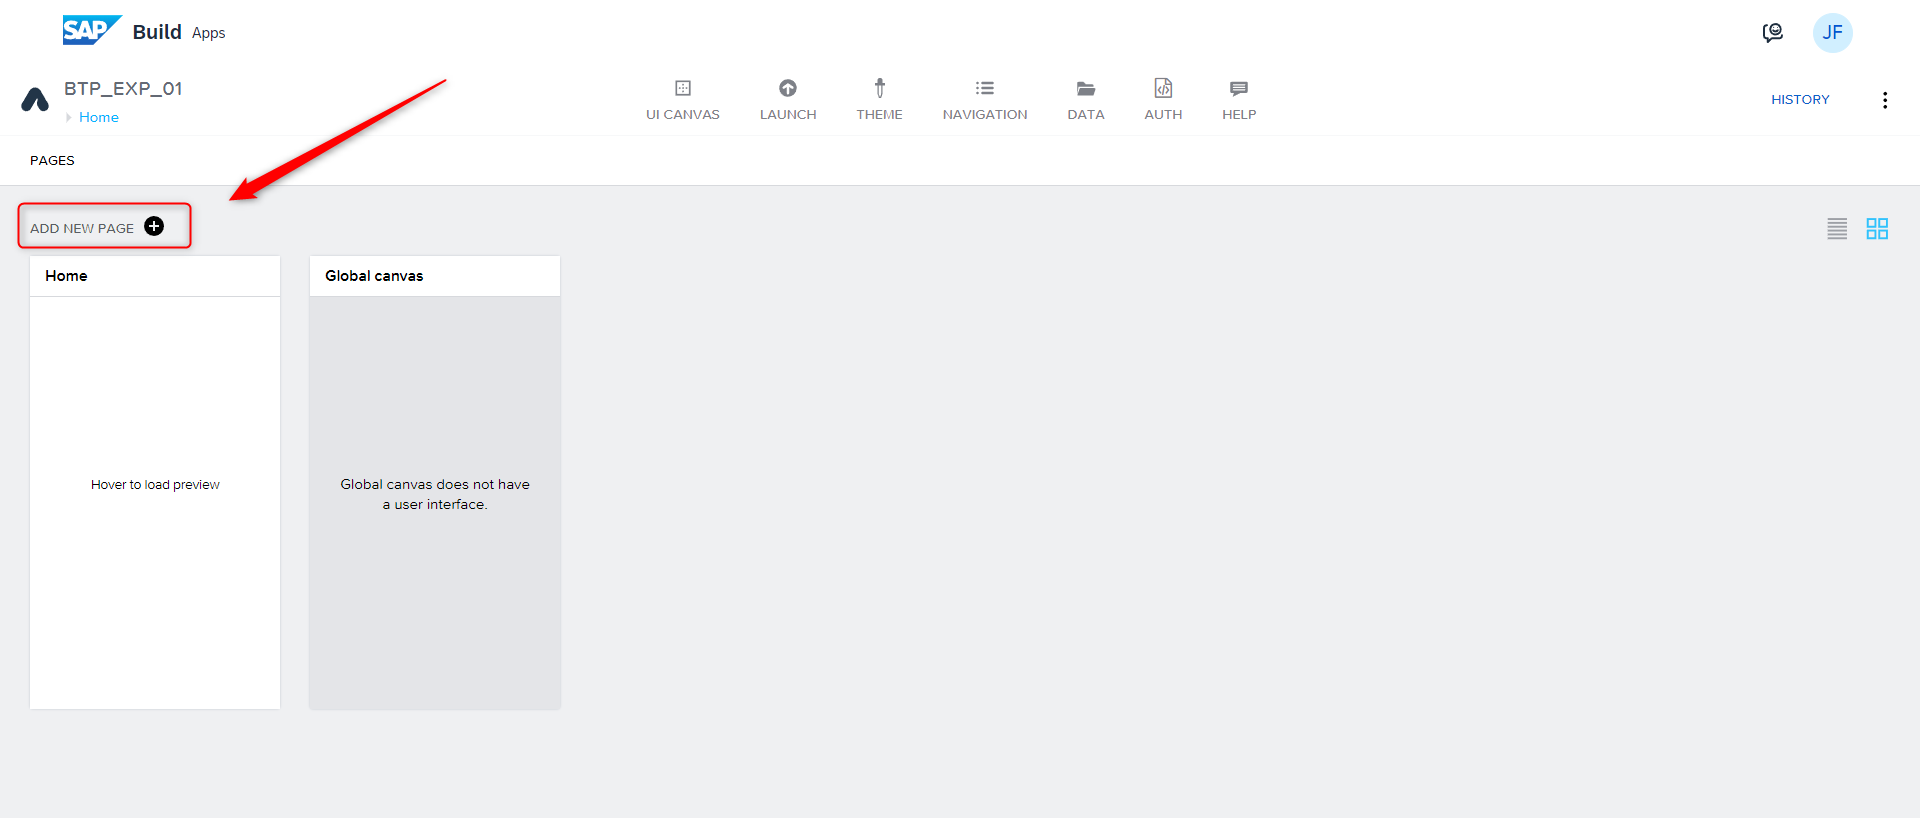 SAP Build Apps
JF
BTP_EXP_01
Home
UI CANVAS
LAUNCH
THEME
NAVIGATION
DATA
AUTH
HELP
HISTORY
PAGES
ADD NEW PAGE
Home
Hover to load preview
Global canvas
Global canvas does not have
a user interface.